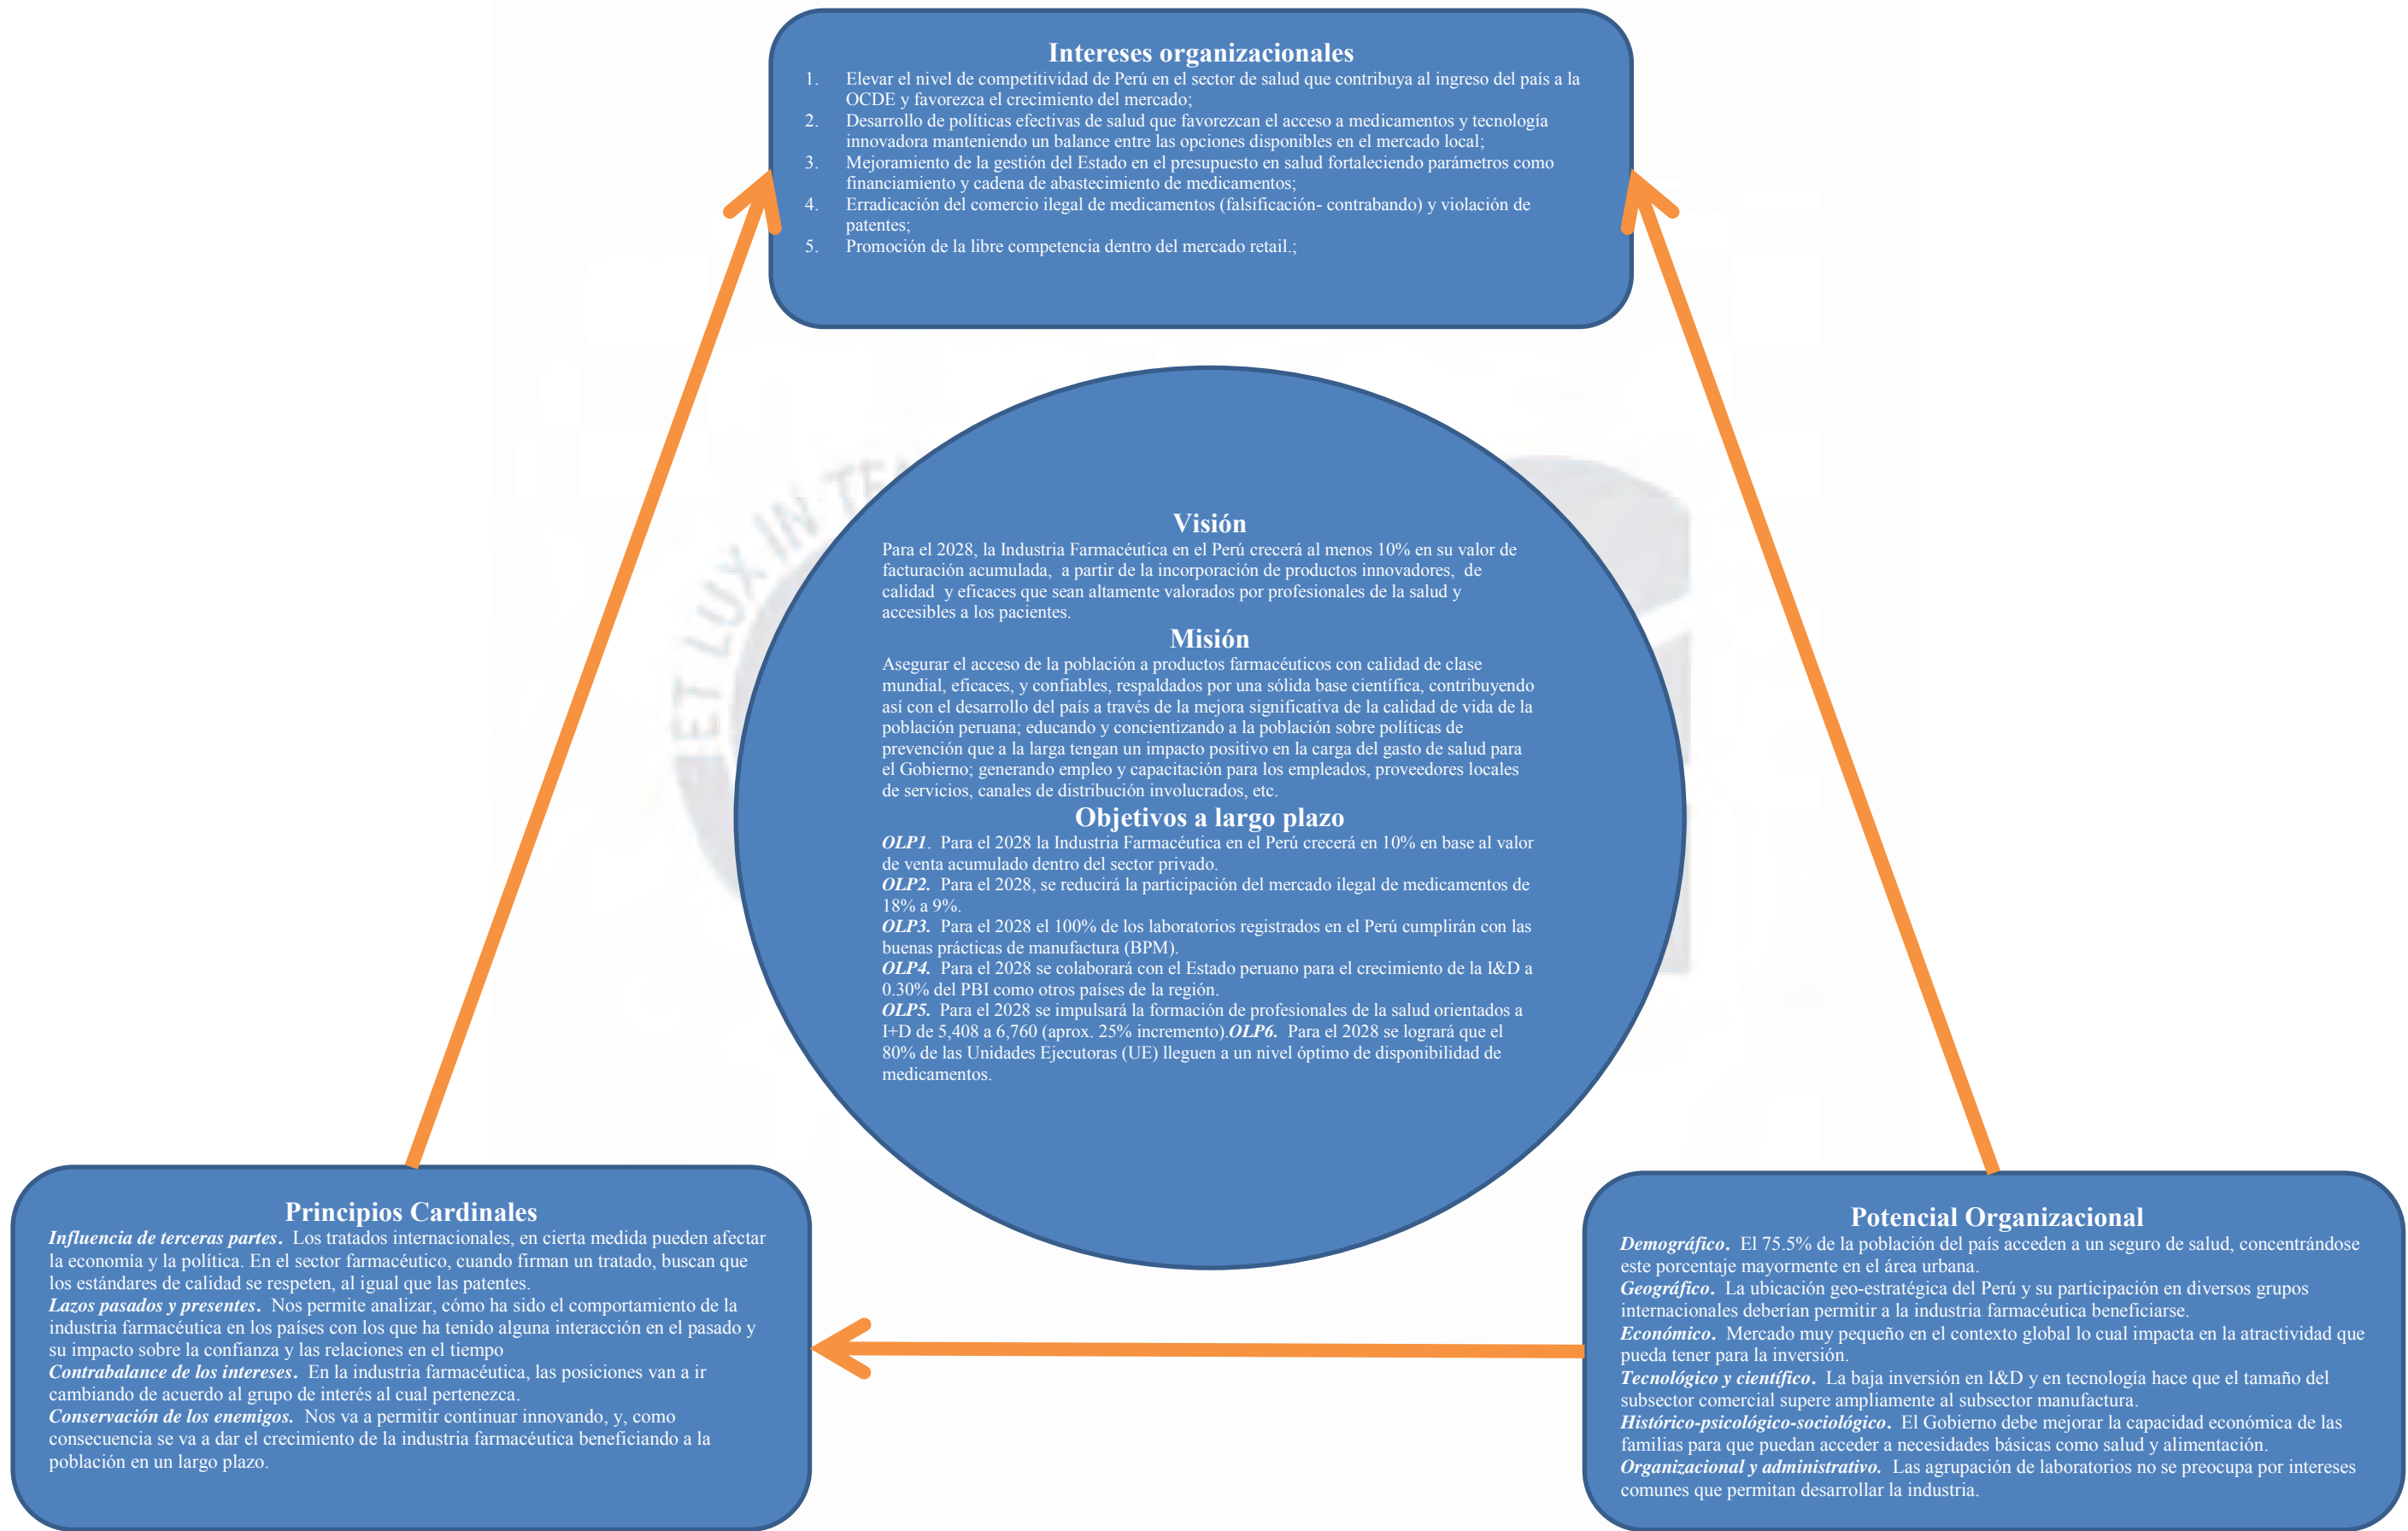 Intereses organizacionales
1. Elevar el nivel de competitividad de Perú en el sector de salud que contribuya al ingreso del país a la
OCDE y favorezca el crecimiento del mercado;
2. Desarrollo de políticas efectivas de salud que favorezcan el acceso a medicamentos y tecnología
innovadora manteniendo un balance entre las opciones disponibles en el mercado local;
3. Mejoramiento de la gestión del Estado en el presupuesto en salud fortaleciendo parámetros como
financiamiento y cadena de abastecimiento de medicamentos;
4. Erradicación del comercio ilegal de medicamentos (falsificación- contrabando) y violación de
patentes;
5. Promoción de la libre competencia dentro del mercado retail.;
ET LUX IN
Visión
Para el 2028, la Industria Farmacéutica en el Perú crecerá al menos 10% en su valor de
facturación acumulada, a partir de la incorporación de productos innovadores, de
calidad y eficaces que sean altamente valorados por profesionales de la salud y
accesibles a los pacientes.
Misión
Asegurar el acceso de la población a productos farmacéuticos con calidad de clase
mundial, eficaces, y confiables, respaldados por una sólida base científica, contribuyendo
así con el desarrollo del país a través de la mejora significativa de la calidad de vida de la
población peruana; educando y concientizando a la población sobre políticas de
prevención que a la larga tengan un impacto positivo en la carga del gasto de salud para
el Gobierno; generando empleo y capacitación para los empleados, proveedores locales
de servicios, canales de distribución involucrados, etc.
Objetivos a largo plazo
OLP1. Para el 2028 la Industria Farmacéutica en el Perú crecerá en 10% en base al valor
de venta acumulado dentro del sector privado.
OLP2. Para el 2028, se reducirá la participación del mercado ilegal de medicamentos de
18% a 9%.
OLP3. Para el 2028 el 100% de los laboratorios registrados en el Perú cumplirán con las
buenas prácticas de manufactura (BPM).
OLP4. Para el 2028 se colaborará con el Estado peruano para el crecimiento de la I&D a
0.30% del PBI como otros países de la región.
OLP5. Para el 2028 se impulsará la formación de profesionales de la salud orientados a
I+D de 5,408 a 6,760 (aprox. 25% incremento).OLP6. Para el 2028 se logrará que el
80% de las Unidades Ejecutoras (UE) lleguen a un nivel óptimo de disponibilidad de
medicamentos.
Principios Cardinales
Influencia de terceras partes. Los tratados internacionales, en cierta medida pueden afectar
la economía y la política. En el sector farmacéutico, cuando firman un tratado, buscan que
los estándares de calidad se respeten, al igual que las patentes.
Lazos pasados y presentes. Nos permite analizar, cómo ha sido el comportamiento de la
industria farmacéutica en los países con los que ha tenido alguna interacción en el pasado y
su impacto sobre la confianza y las relaciones en el tiempo
Contrabalance de los intereses. En la industria farmacéutica, las posiciones van a ir
cambiando de acuerdo al grupo de interés al cual pertenezca.
Conservación de los enemigos. Nos va a permitir continuar innovando, y, como
consecuencia se va a dar el crecimiento de la industria farmacéutica beneficiando a la
población en un largo plazo.
Potencial Organizacional
Demográfico. El 75.5% de la población del país acceden a un seguro de salud, concentrándose
este porcentaje mayormente en el área urbana.
Geográfico. La ubicación geo-estratégica del Perú y su participación en diversos grupos
internacionales deberían permitir a la industria farmacéutica beneficiarse.
Económico. Mercado muy pequeño en el contexto global lo cual impacta en la atractividad que
pueda tener para la inversión.
Tecnológico y científico. La baja inversión en I&D y en tecnología hace que el tamaño del
subsector comercial supere ampliamente al subsector manufactura.
Histórico-psicológico-sociológico. El Gobierno debe mejorar la capacidad económica de las
familias para que puedan acceder a necesidades básicas como salud y alimentación.
Organizacional y administrativo. Las agrupación de laboratorios no se preocupa por intereses
comunes que permitan desarrollar la industria.